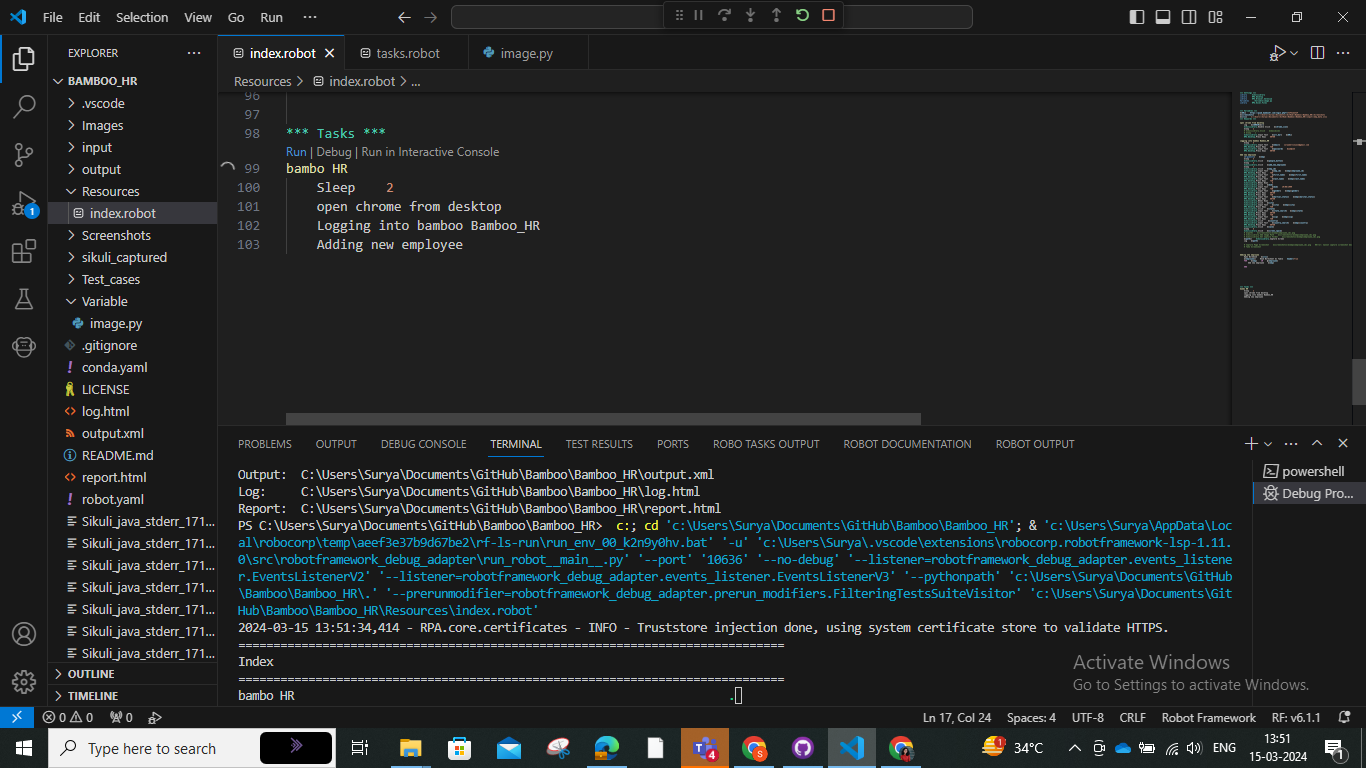 File Edit Selection View Go Run ···
EXPLORER ···
BAMBOO_HR
.vscode
Images
input
output
Resources
index.robot
Screenshots
sikuli_captured
Test_cases
Variable
image.py
.gitignore
conda.yaml
LICENSE
log.html
output.xml
README.md
report.html
robot.yaml
Sikuli_java_stderr_171...
Sikuli_java_stderr_171...
Sikuli_java_stderr_171...
Sikuli_java_stderr_171...
Sikuli_java_stderr_171...
Sikuli_java_stderr_171...
Sikuli_java_stderr_171...
OUTLINE
TIMELINE
1
index.robot tasks.robot image.py
Resources > index.robot > ...
96
97
98 *** Tasks ***
Run | Debug | Run in Interactive Console
99 bambo HR
100 Sleep 2
101 open chrome from desktop
102 Logging into bamboo Bamboo_HR
103 Adding new employee
PROBLEMS OUTPUT DEBUG CONSOLE TERMINAL TEST RESULTS PORTS ROBO TASKS OUTPUT ROBOT DOCUMENTATION ROBOT OUTPUT
powershell
Debug Pro...
Output: C:\Users\Surya\Documents\GitHub\Bamboo\Bamboo_HR\output.xml
Log: C:\Users\Surya\Documents\GitHub\Bamboo\Bamboo_HR\log.html
Report: C:\Users\Surya\Documents\GitHub\Bamboo\Bamboo_HR\report.html
PS C:\Users\Surya\Documents\GitHub\Bamboo\Bamboo_HR> c:; cd 'c:\Users\Surya\Documents\GitHub\Bamboo\Bamboo_HR'; & 'c:\Users\Surya\AppData\Loc
al\robocorp\temp\aeef3e37b9d67be2\rf-ls-run\run_env_00_k2n9y0hv.bat' '-u' 'c:\Users\Surya\.vscode\extensions\robocorp.robotframework-lsp-1.11.
0\src\robotframework_debug_adapter\run_robot__main__.py' '--port' '10636' '--no-debug' '--listener=robotframework_debug_adapter.events_listene
r.EventsListenerV2' '--listener=robotframework_debug_adapter.events_listener.EventsListenerV3' '--pythonpath' 'c:\Users\Surya\Documents\GitHub
\Bamboo\Bamboo_HR\.' '--prerunmodifier=robotframework_debug_adapter.prerun_modifiers.FilteringTestsSuiteVisitor' 'c:\Users\Surya\Documents\Git
Hub\Bamboo\Bamboo_HR\Resources\index.robot'
2024-03-15 13:51:34,414 - RPA.core.certificates - INFO - Truststore injection done, using system certificate store to validate HTTPS.
==============================================================================
Index
==============================================================================
bambo HR .
Activate Windows
Go to Settings to activate Windows.
0 0 0 Ln 17, Col 24 Spaces: 4 UTF-8 CRLF Robot Framework RF: v6.1.1
Type here to search 4 S 1 34°C ENG 13:51
15-03-2024
1